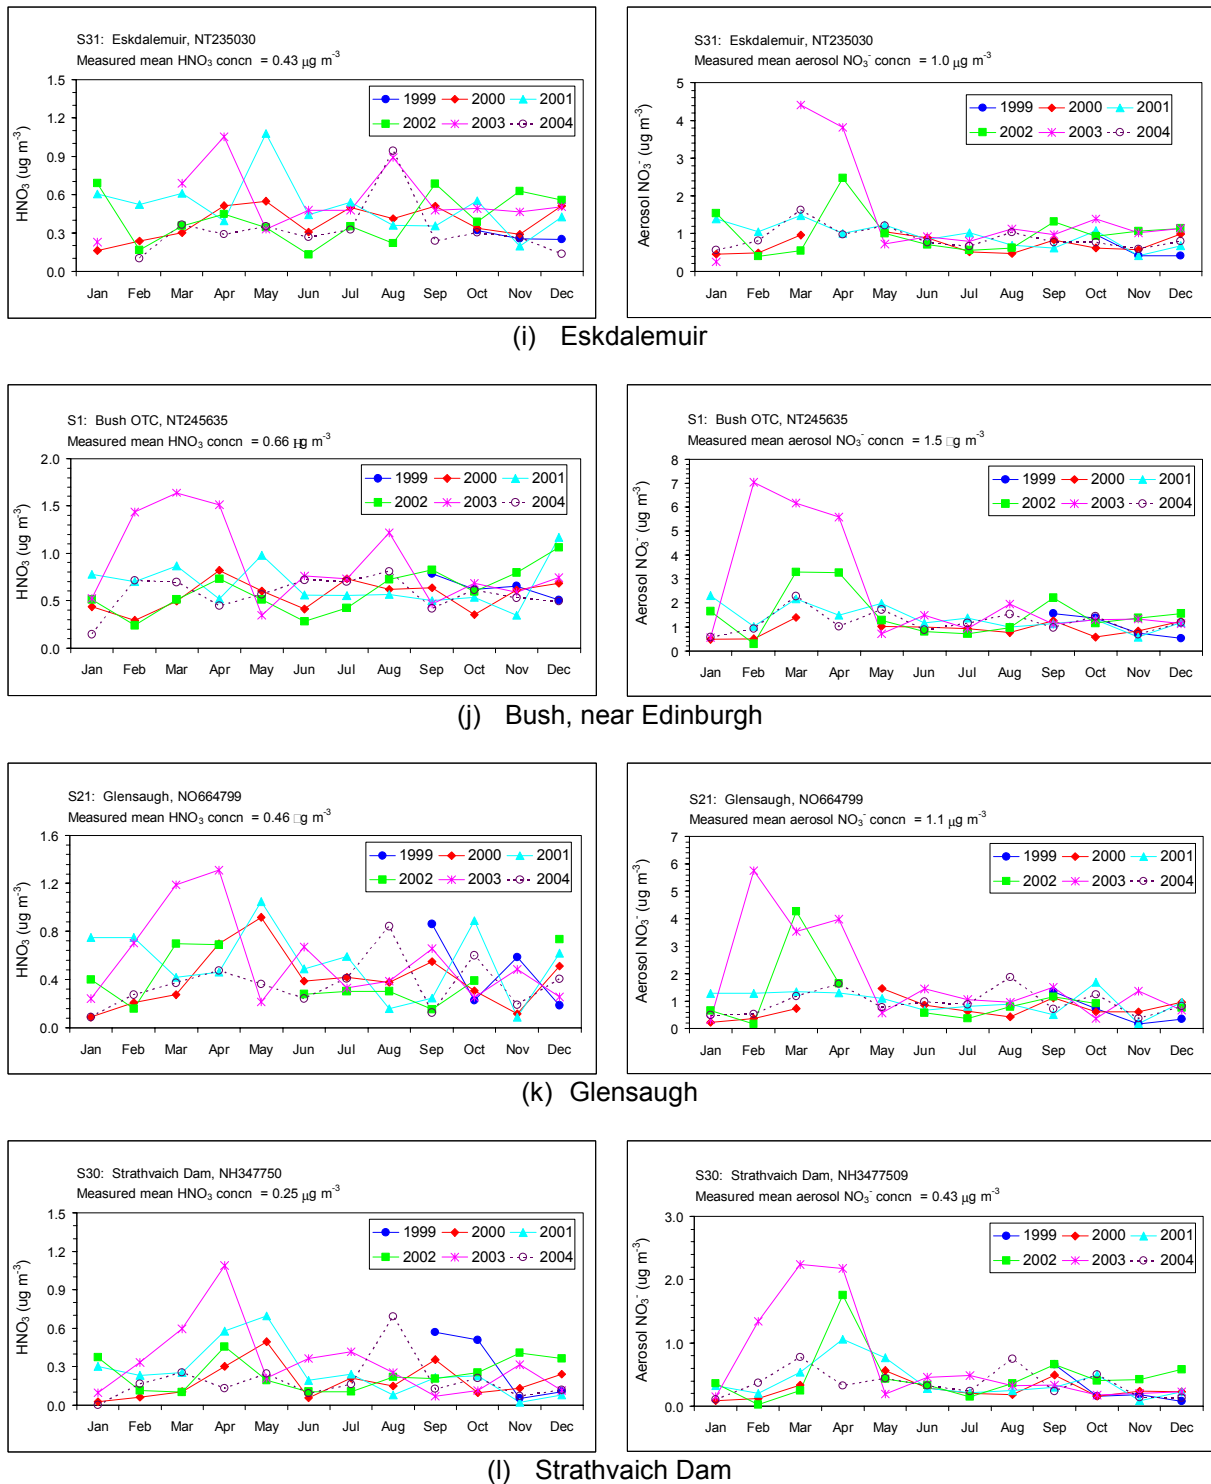 S31: Eskdalemuir, NT235030
Measured mean HNO₃ concn = 0.43 µg m⁻³
HNO₃ (ug m⁻³)
1.5
1.2
0.9
0.6
0.3
0.0
1999 2000 2001
2002 2003 2004
Jan Feb Mar Apr May Jun Jul Aug Sep Oct Nov Dec
S31: Eskdalemuir, NT235030
Measured mean aerosol NO₃⁻ concn = 1.0 µg m⁻³
Aerosol NO₃⁻ (ug m⁻³)
5
4
3
2
1
0
1999 2000 2001
2002 2003 2004
Jan Feb Mar Apr May Jun Jul Aug Sep Oct Nov Dec
(i) Eskdalemuir
S1: Bush OTC, NT245635
Measured mean HNO₃ concn = 0.66 µg m⁻³
HNO₃ (ug m⁻³)
2.0
1.5
1.0
0.5
0.0
1999 2000 2001
2002 2003 2004
Jan Feb Mar Apr May Jun Jul Aug Sep Oct Nov Dec
S1: Bush OTC, NT245635
Measured mean aerosol NO₃⁻ concn = 1.5 □g m⁻³
Aerosol NO₃⁻ (ug m⁻³)
8
7
6
5
4
3
2
1
0
1999 2000 2001
2002 2003 2004
Jan Feb Mar Apr May Jun Jul Aug Sep Oct Nov Dec
(j) Bush, near Edinburgh
S21: Glensaugh, NO664799
Measured mean HNO₃ concn = 0.46 □g m⁻³
HNO₃ (ug m⁻³)
1.6
1.2
0.8
0.4
0.0
1999 2000 2001
2002 2003 2004
Jan Feb Mar Apr May Jun Jul Aug Sep Oct Nov Dec
S21: Glensaugh, NO664799
Measured mean aerosol NO₃⁻ concn = 1.1 µg m⁻³
Aerosol NO₃⁻ (ug m⁻³)
7
6
5
4
3
2
1
0
1999 2000 2001
2002 2003 2004
Jan Feb Mar Apr May Jun Jul Aug Sep Oct Nov Dec
(k) Glensaugh
S30: Strathvaich Dam, NH347750
Measured mean HNO₃ concn = 0.25 µg m⁻³
HNO₃ (ug m⁻³)
1.5
1.2
0.9
0.6
0.3
0.0
1999 2000 2001
2002 2003 2004
Jan Feb Mar Apr May Jun Jul Aug Sep Oct Nov Dec
S30: Strathvaich Dam, NH3477509
Measured mean aerosol NO₃⁻ concn = 0.43 µg m⁻³
Aerosol NO₃⁻ (ug m⁻³)
3.0
2.0
1.0
0.0
1999 2000 2001
2002 2003 2004
Jan Feb Mar Apr May Jun Jul Aug Sep Oct Nov Dec
(l) Strathvaich Dam